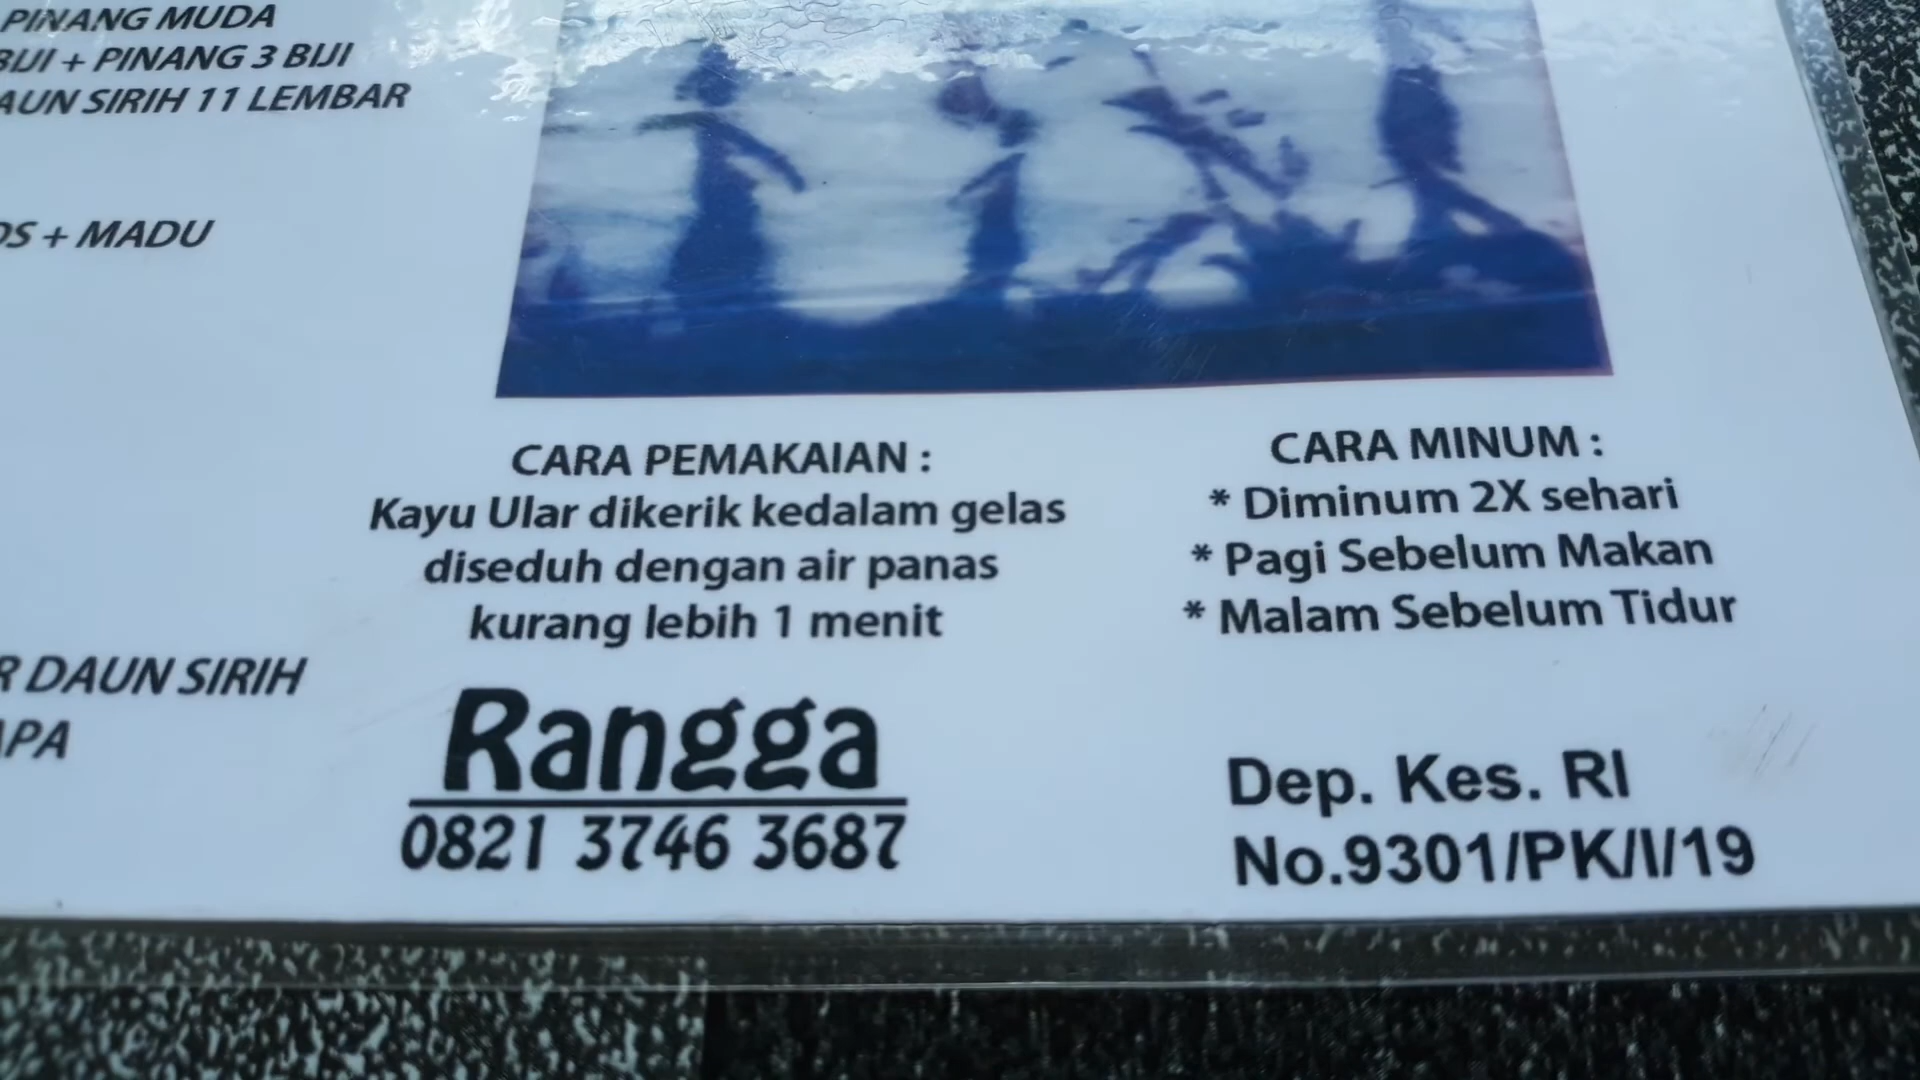 PINANG MUDA
BIJI + PINANG 3 BIJI
DAUN SIRIH 11 LEMBAR
+ MADU
DAUN SIRIH
CARA PEMAKAIAN :
Kayu Ular dikerik kedalam gelas
diseduh dengan air panas
kurang lebih 1 menit
CARA MINUM :
* Diminum 2X sehari
* Pagi Sebelum Makan
* Malam Sebelum Tidur
Rangga
0821 3746 3687
Dep. Kes. RI
No.9301/PK/I/19